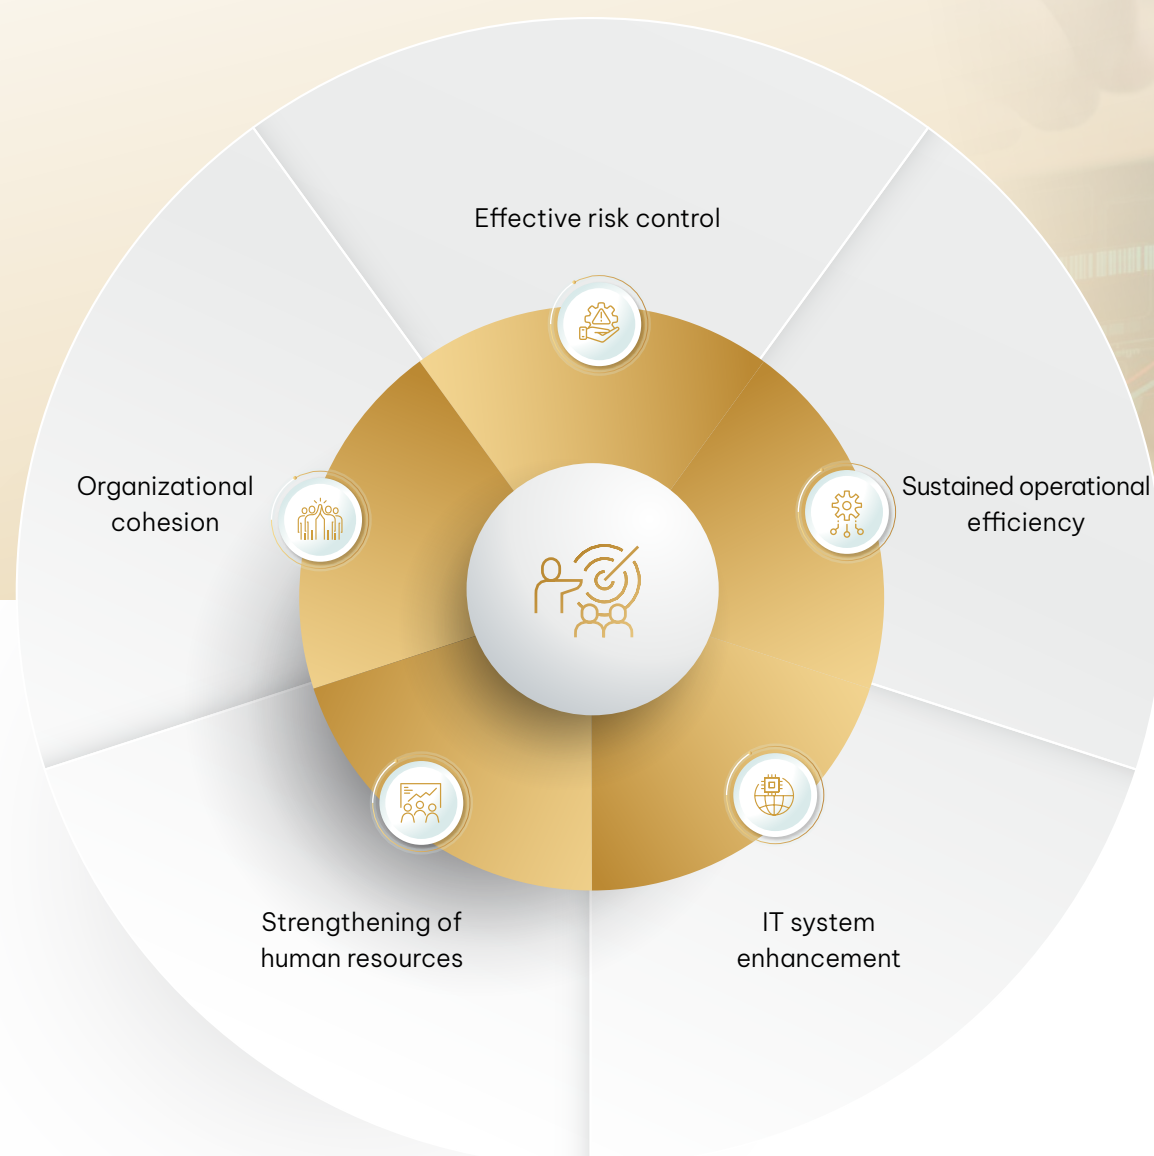 Effective risk control
Organizational
cohesion
Sustained operational
efficiency
Strengthening of
human resources
IT system
enhancement